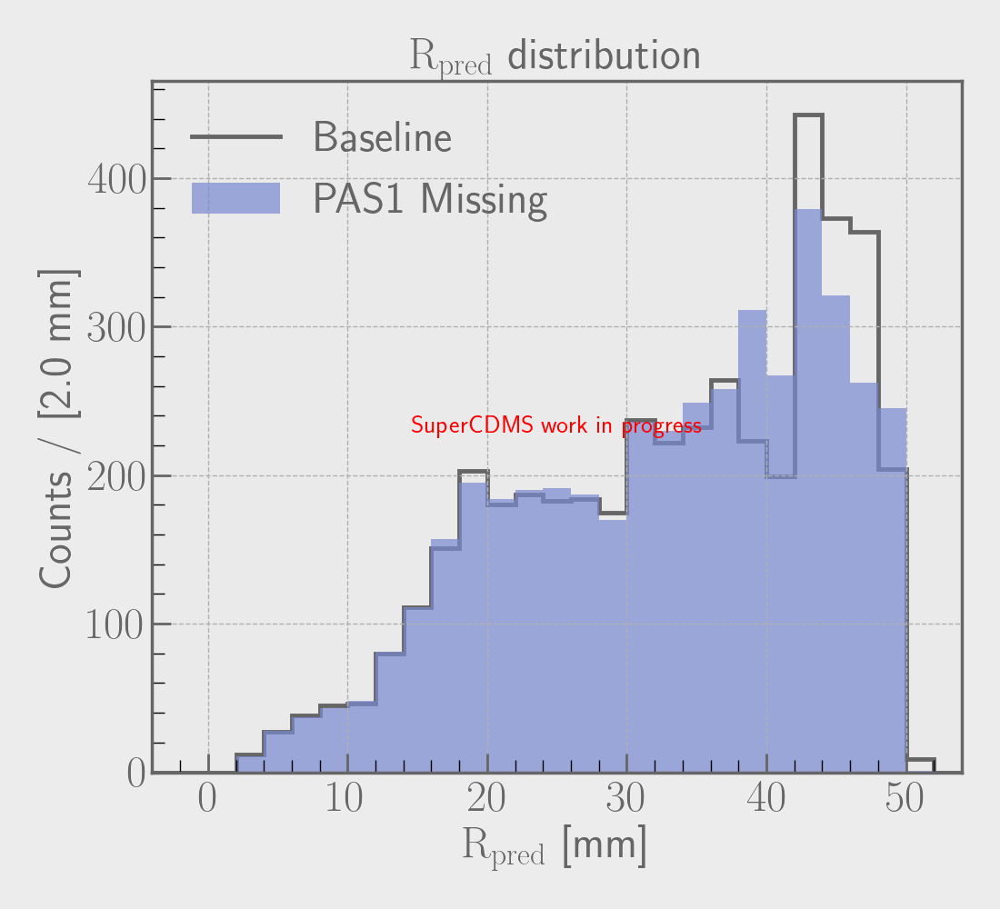 R_pred distribution
Baseline
PAS1 Missing
400
300
SuperCDMS work in progress
200
100
0
Counts / [2.0 mm]
0 10 20 30 40 50
R_pred [mm]